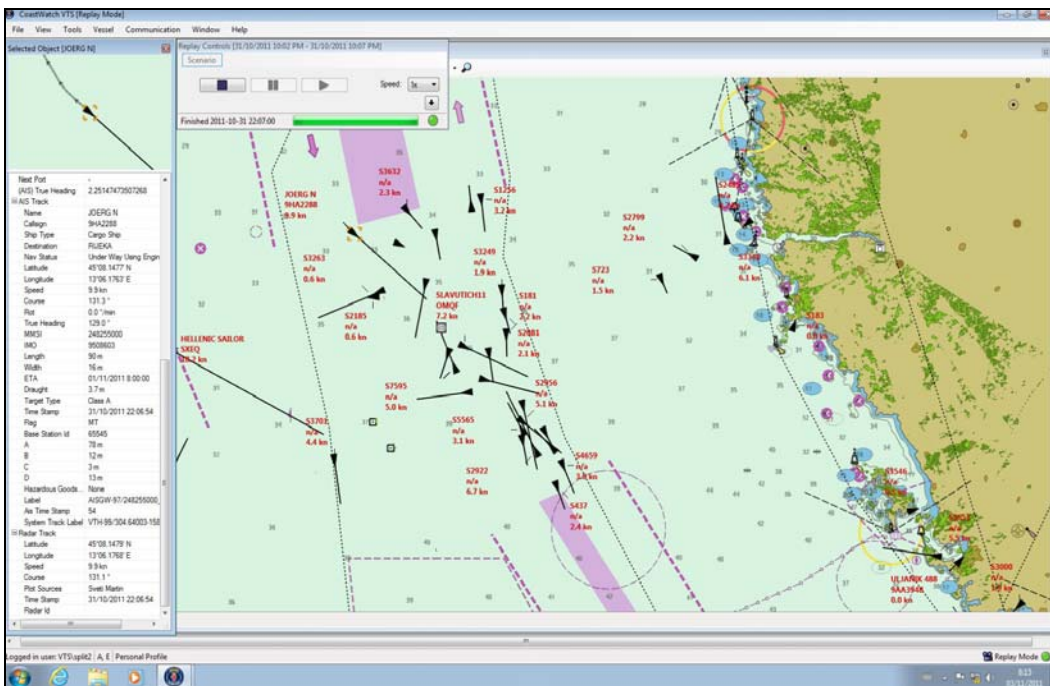 CoastWatch VTS [Replay Mode]
File View Tools Vessel Communication Window Help
Selected Object [JOERG N]
Replay Controls [31/10/2011 10:02 PM - 31/10/2011 10:07 PM]
Scenario
Speed: 1x
Finished 2011-10-31 22:07:00
Next Port -
(AIS) True Heading 2.25147473507268
AIS Track
Name JOERG N
Callsign 9HA2288
Ship Type Cargo Ship
Destination RIJEKA
Nav Status Under Way Using Engin
Latitude 45°08.1477' N
Longitude 13°06.1763' E
Speed 9.9 kn
Course 131.3 °
Rot 0.0 °/min
True Heading 129.0 °
MMSI 248255000
IMO 9508603
Length 90 m
Width 16 m
ETA 01/11/2011 8:00:00
Draught 3.7 m
Target Type Class A
Time Stamp 31/10/2011 22:06:54
Flag MT
Base Station Id 65545
A 78 m
B 12 m
C 3 m
D 13 m
Hazardous Goods... None
Label AISGW-97/248255000_
Ais Time Stamp 54
System Track Label VTH-99/304.64003-158
Radar Track
Latitude 45°08.1479' N
Longitude 13°06.1768' E
Speed 9.9 kn
Course 131.1 °
Plot Sources Sveti Martin
Time Stamp 31/10/2011 22:06:54
Radar Id
S3632
n/a
2.3 kn
JOERG N
9HA2288
9.9 kn
S1256
n/a
3.2 kn
S2799
n/a
2.2 kn
S3263
n/a
0.6 kn
S3249
n/a
1.9 kn
S723
n/a
1.5 kn
6.1 kn
SLAVUTICH11
OMQF
7.2 kn
S181
n/a
S2185
n/a
0.6 kn
n/a
2.1 kn
S183
n/a
HELLENIC SAILOR
SXEQ
S7595
n/a
5.0 kn
S2956
n/a
5.1 kn
S3701
n/a
4.4 kn
S5565
n/a
3.1 kn
S2922
n/a
6.7 kn
S4659
n/a
S437
n/a
2.4 kn
S3546
S3000
n/a
ULJANIK 488
9AA3948
0.0 kn
Logged in user: VTS\split2 A, E Personal Profile
Replay Mode